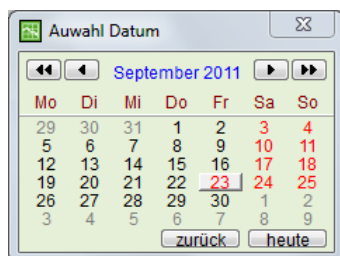 Auwahl Datum
September 2011
Mo Di Mi Do Fr Sa So
29 30 31 1 2 3 4
5 6 7 8 9 10 11
12 13 14 15 16 17 18
19 20 21 22 23 24 25
26 27 28 29 30 1 2
3 4 5 6 7 8 9
zurück heute